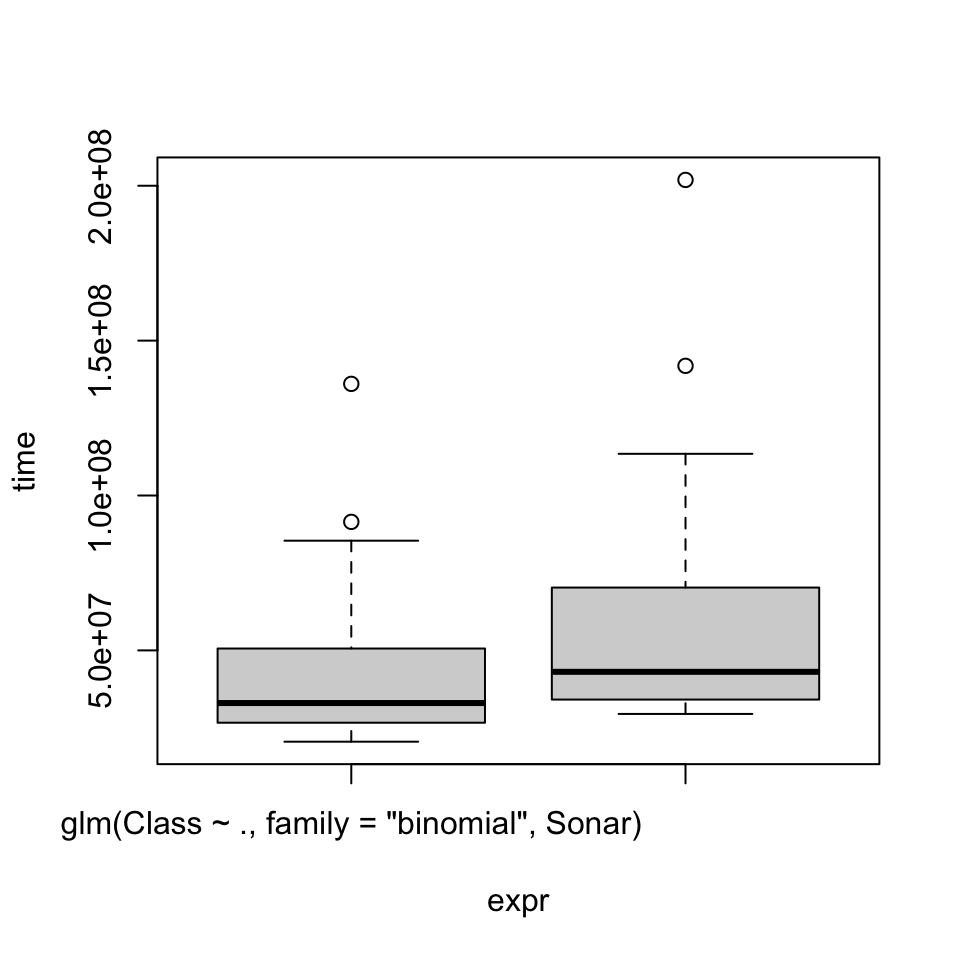 2.0e+08
1.5e+08
1.0e+08
5.0e+07
time
glm(Class ~ ., family = "binomial", Sonar)
expr